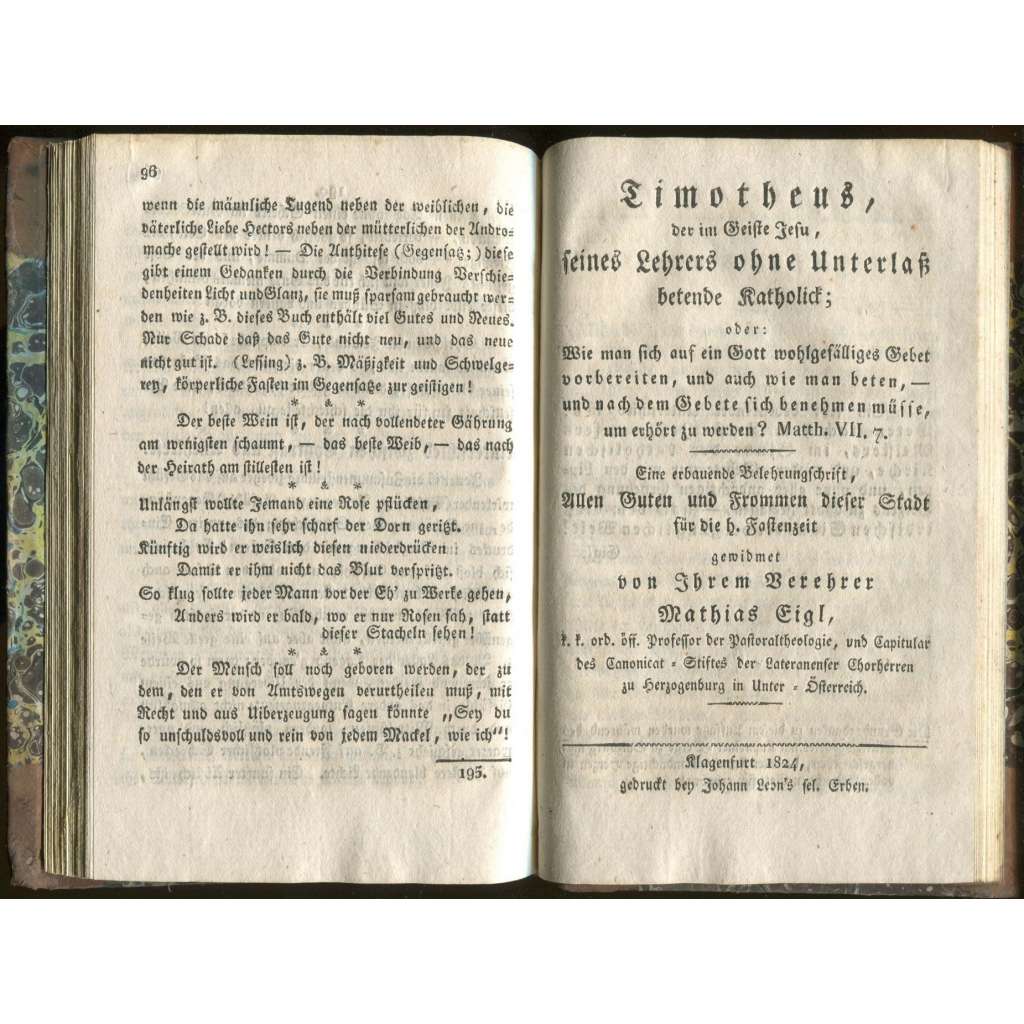 96
wenn die männliche Tugend neben der weiblichen, die
väterliche Liebe Hectors neben der mütterlichen der Andro=
mache gestellt wird! — Die Anthitese (Gegensatz;) diese
gibt einem Gedanken durch die Verbindung Verschie=
denheiten Licht und Glanz, sie muß sparsam gebraucht wer=
den wie z. B. dieses Buch enthält viel Gutes und Neues.
Nur Schade daß das Gute nicht neu, und das neue
nicht gut ist. (Lessing) z. B. Mäßigkeit und Schwelge=
rey, körperliche Fasten im Gegensatze zur geistigen!
* & *
Der beste Wein ist, der nach vollendeter Gährung
am wenigsten schaumt, — das beste Weib, — das nach
der Heirath am stillesten ist!
* & *
Unlängst wollte Jemand eine Rose pflücken,
Da hatte ihn sehr scharf der Dorn geritzt.
Künftig wird er weislich diesen niederdrücken:
Damit er ihm nicht das Blut verspritzt.
So klug sollte jeder Mann vor der Eh' zu Werke gehen,
Anders wird er bald, wo er nur Rosen sah, statt
dieser Stacheln sehen!
* & *
Der Mensch soll noch geboren werden, der zu
dem, den er von Amtswegen verurtheilen muß, mit
Recht und aus Uiberzeugung sagen könnte „Sey du
so unschuldsvoll und rein von jedem Mackel, wie ich"!
195.
Timotheus,
der im Geiste Jesu,
seines Lehrers ohne Unterlaß
betende Katholick;
oder:
Wie man sich auf ein Gott wohlgefälliges Gebet
vorbereiten, und auch wie man beten, —
und nach dem Gebete sich benehmen müsse,
um erhört zu werden? Matth. VII. 7.
Eine erbauende Belehrungschrift,
Allen Guten und Frommen dieser Stadt
für die h. Fastenzeit
gewidmet
von Ihrem Verehrer
Mathias Eigl,
k. k. ord. öff. Professor der Pastoraltheologie, und Capitular
des Canonicat = Stiftes der Lateranenser Chorherren
zu Herzogenburg in Unter = Österreich.
Klagenfurt 1824,
gedruckt bey Johann Leon's sel. Erben.